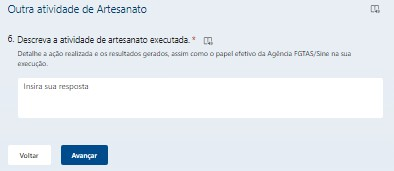 Outra atividade de Artesanato
6. Descreva a atividade de artesanato executada. *
Detalhe a ação realizada e os resultados gerados, assim como o papel efetivo da Agência FGTAS/Sine na sua
execução.
Insira sua resposta
Voltar
Avançar